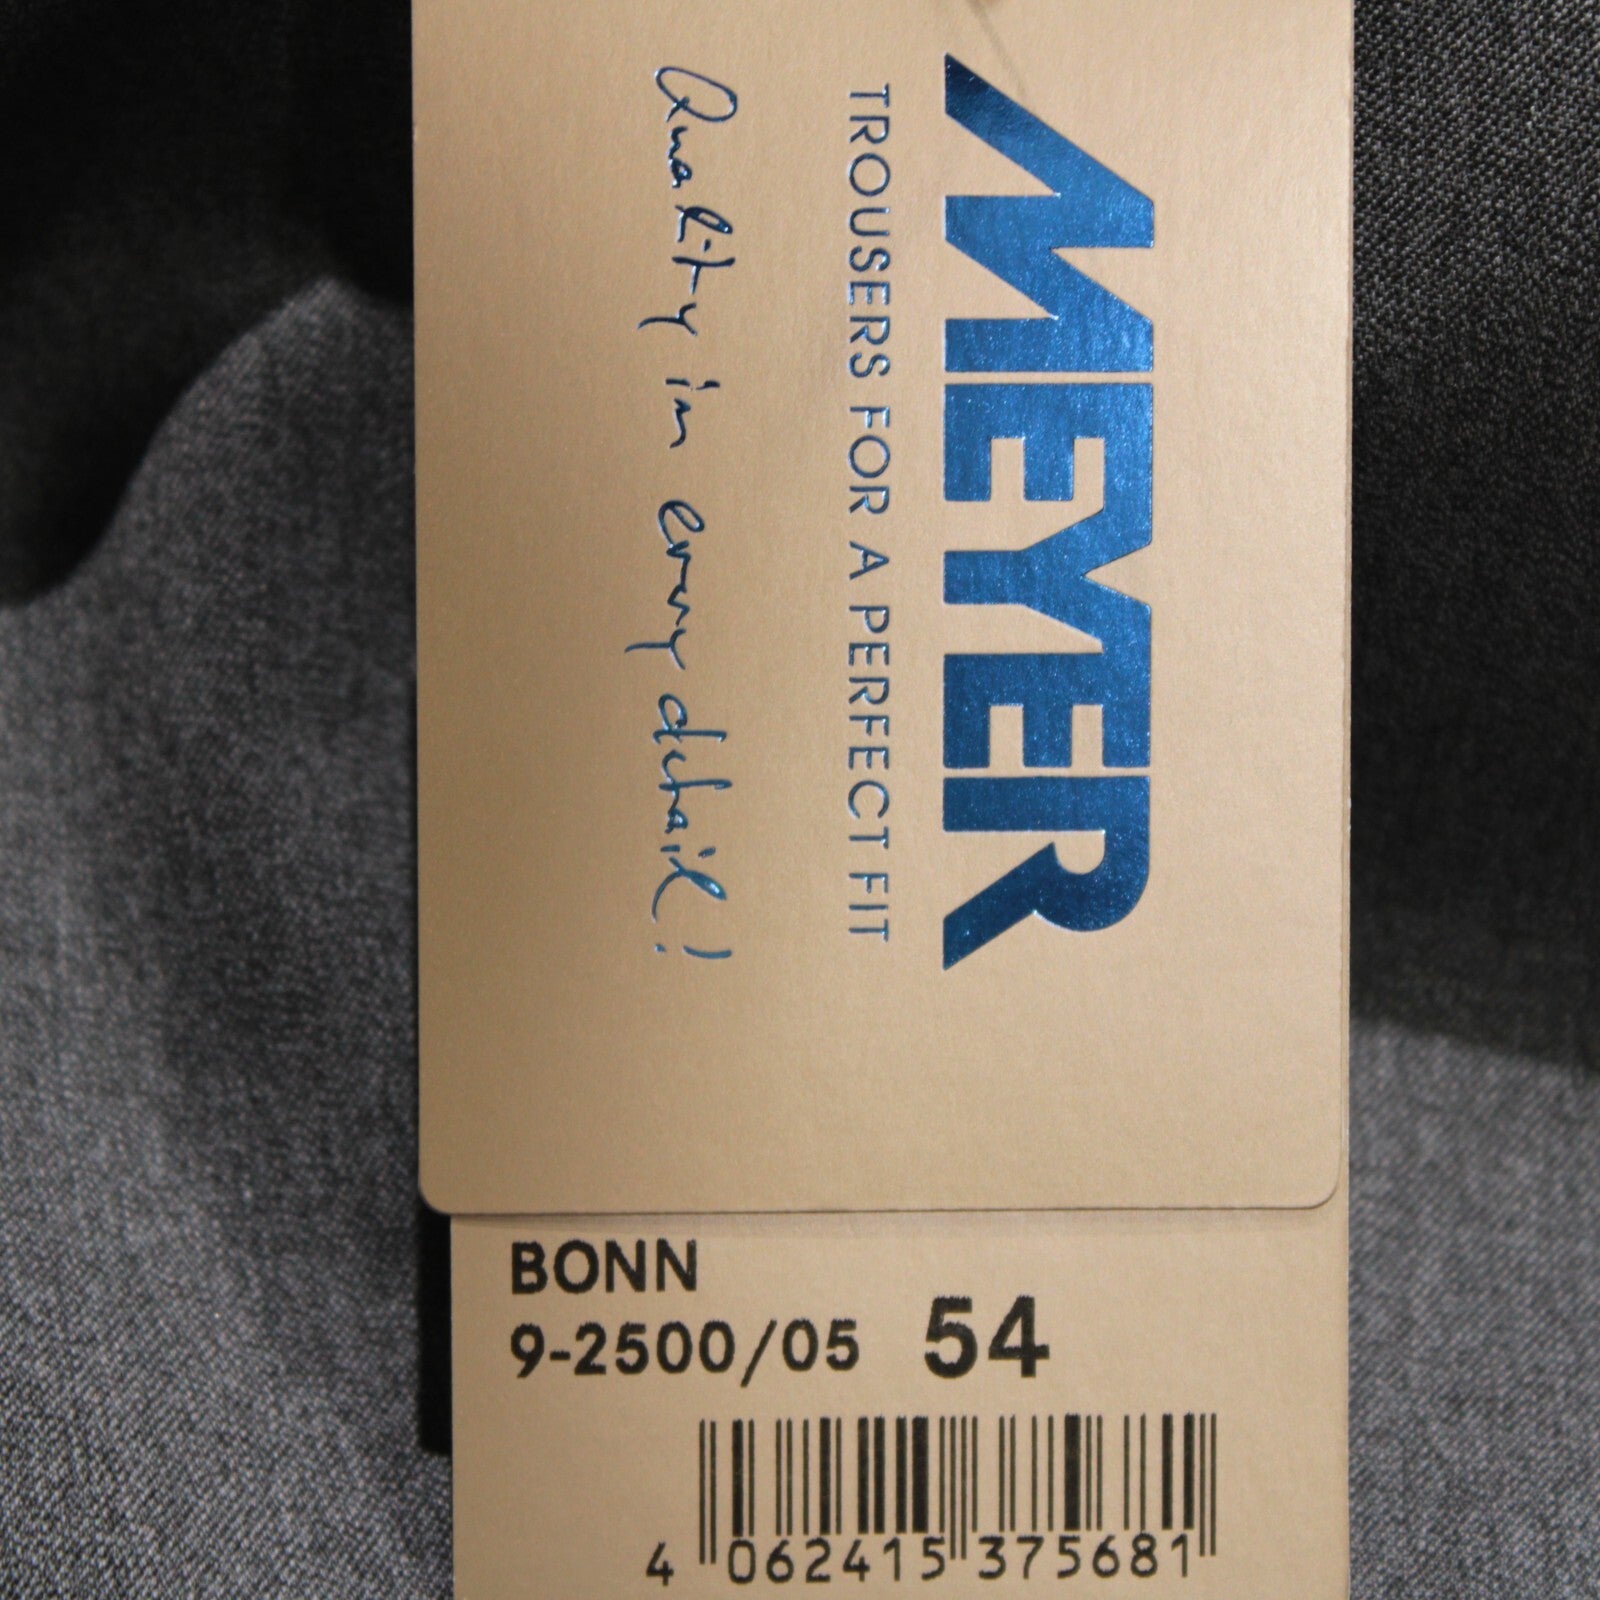 MEYER
TROUSERS FOR A PERFECT FIT
Quality in every detail!
BONN
9-2500/05 54
4 062415 375681